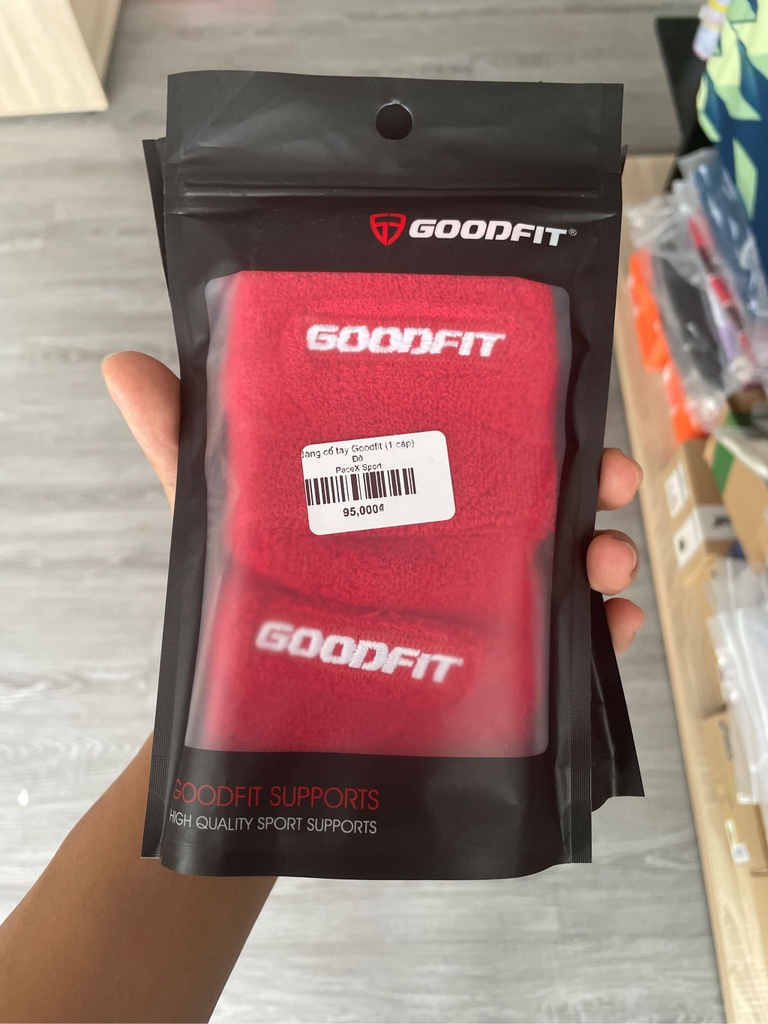 GOODFIT®
GOODFIT
Băng cổ tay Goodfit (1 cặp)
Đỏ
PaceX Sport
95,000₫
GOODFIT
GOODFIT SUPPORTS
HIGH QUALITY SPORT SUPPORTS